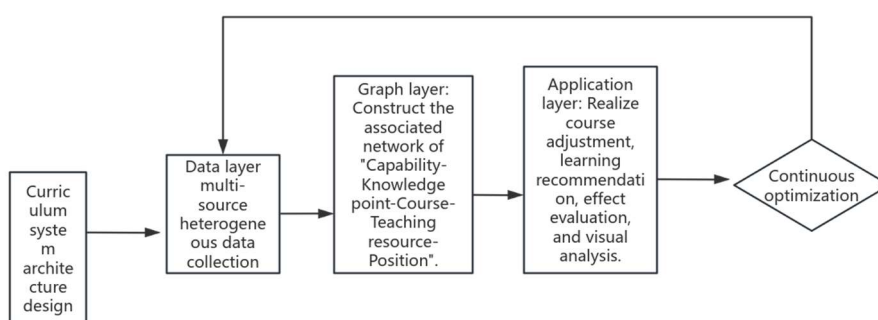 Curric
ulum
syste
m
archite
cture
design
Data layer
multi-
source
heterogene
ous data
collection
Graph layer:
Construct the
associated
network of
"Capability-
Knowledge
point-Course-
Teaching
resource-
Position".
Application
layer: Realize
course
adjustment,
learning
recommendati
on, effect
evaluation,
and visual
analysis.
Continuous
optimization